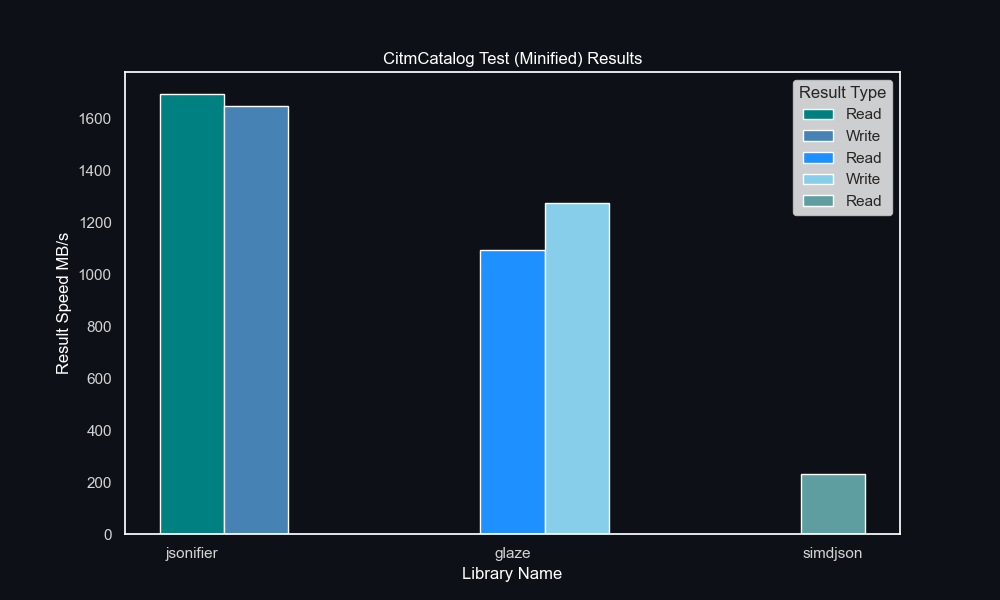 CitmCatalog Test (Minified) Results
Result Type
Read
Write
Read
Write
Read
Result Speed MB/s
1600
1400
1200
1000
800
600
400
200
0
jsonifier glaze simdjson
Library Name